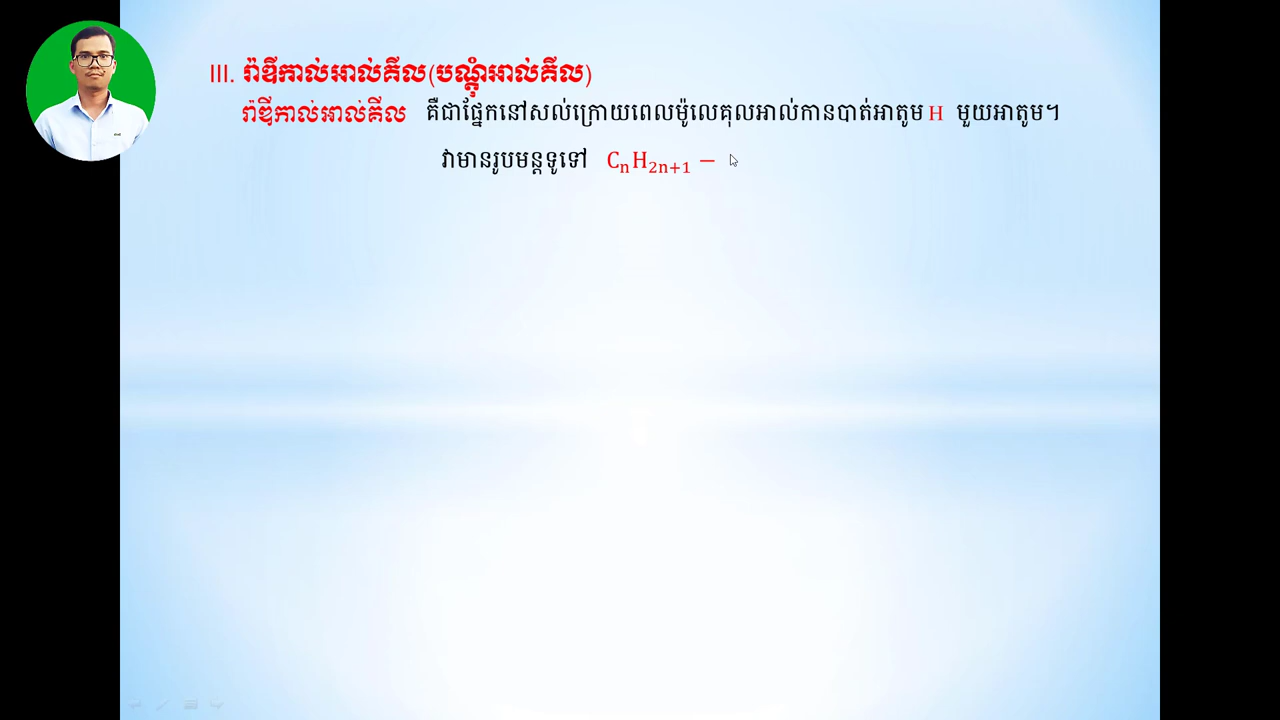 III. រ៉ាឌីកាល់អាល់គីល(បណ្តុំអាល់គីល)
រ៉ាឌីកាល់អាល់គីល គឺជាផ្នែកនៅសល់ក្រោយពេលម៉ូលេគុលអាល់កានបាត់អាតូម H មួយអាតូម។
វាមានរូបមន្តទូទៅ CₙH₂ₙ₊₁ −